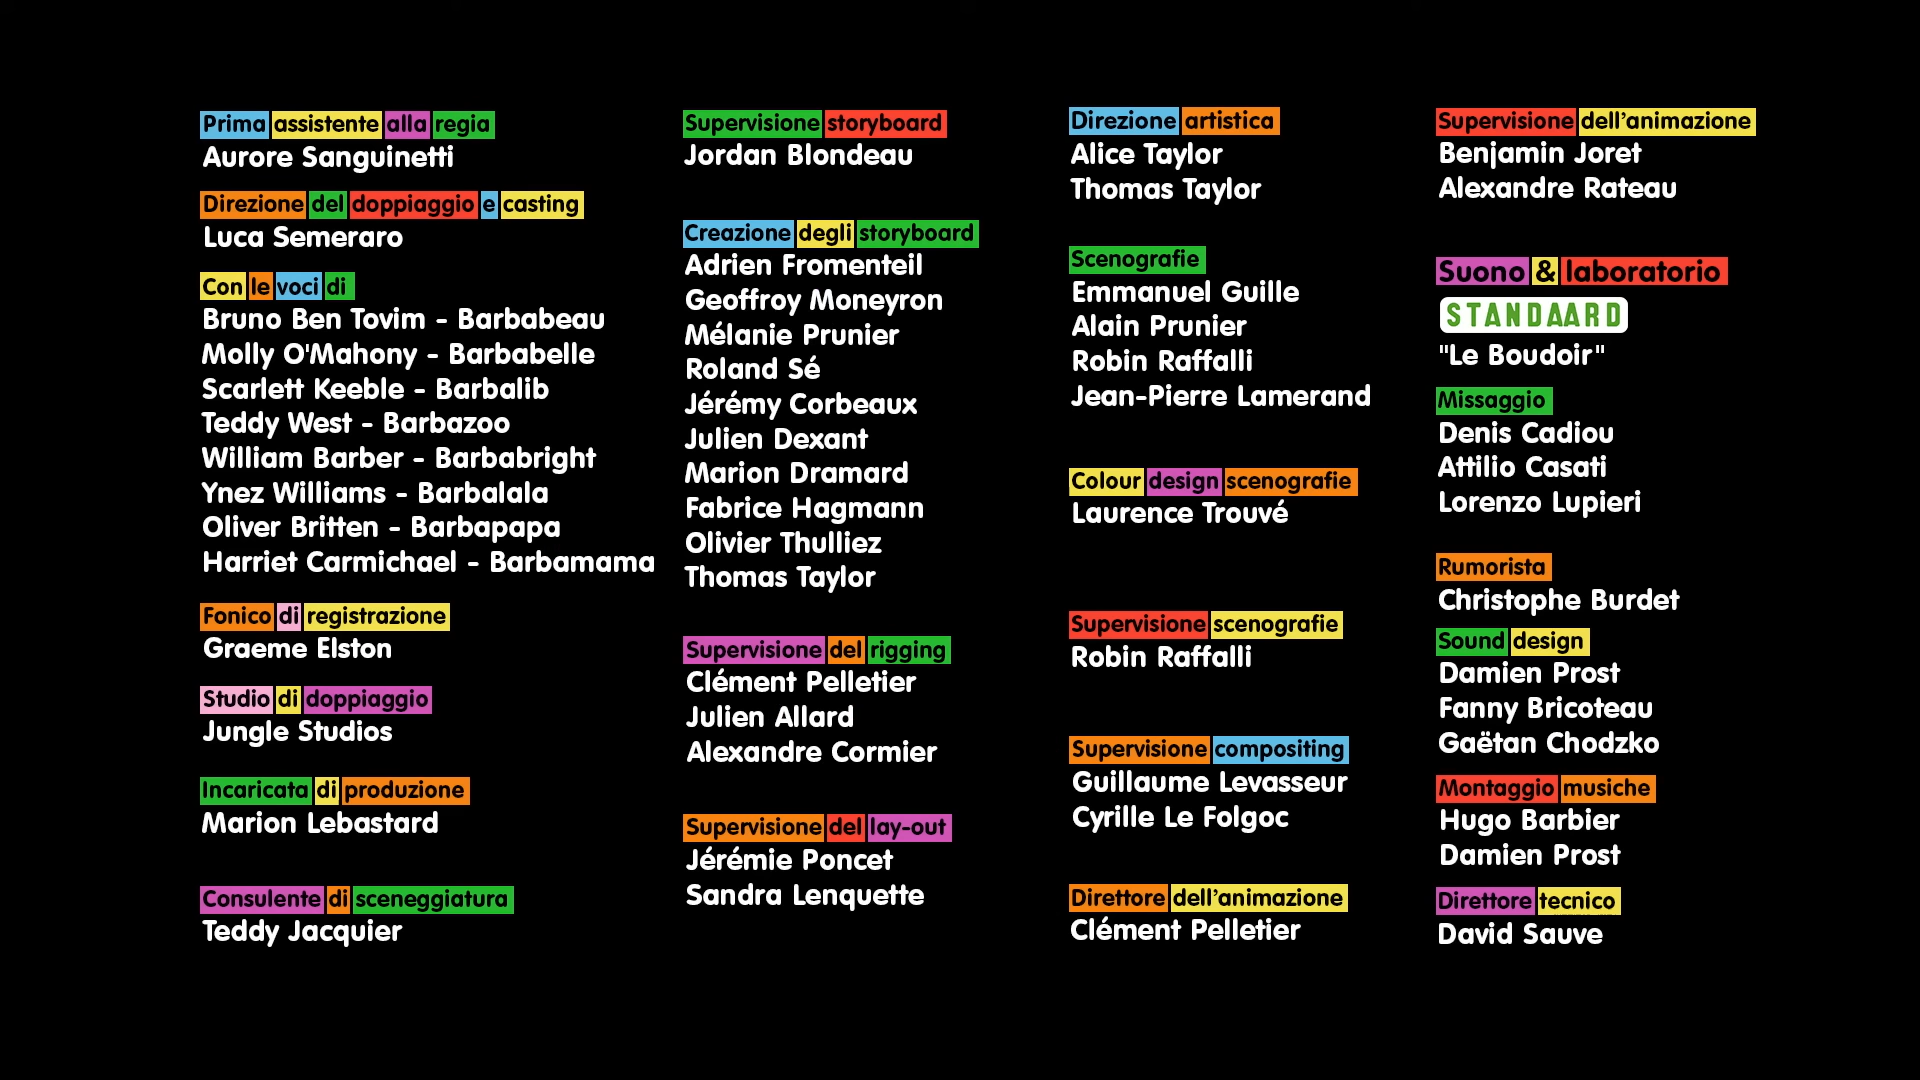 Prima assistente alla regia
Aurore Sanguinetti
Direzione del doppiaggio e casting
Luca Semeraro
Con le voci di
Bruno Ben Tovim - Barbabeau
Molly O'Mahony - Barbabelle
Scarlett Keeble - Barbalib
Teddy West - Barbazoo
William Barber - Barbabright
Ynez Williams - Barbalala
Oliver Britten - Barbapapa
Harriet Carmichael - Barbamama
Fonico di registrazione
Graeme Elston
Studio di doppiaggio
Jungle Studios
Incaricata di produzione
Marion Lebastard
Consulente di sceneggiatura
Teddy Jacquier
Supervisione storyboard
Jordan Blondeau
Creazione degli storyboard
Adrien Fromenteil
Geoffroy Moneyron
Mélanie Prunier
Roland Sé
Jérémy Corbeaux
Julien Dexant
Marion Dramard
Fabrice Hagmann
Olivier Thulliez
Thomas Taylor
Supervisione del rigging
Clément Pelletier
Julien Allard
Alexandre Cormier
Supervisione del lay-out
Jérémie Poncet
Sandra Lenquette
Direzione artistica
Alice Taylor
Thomas Taylor
Scenografie
Emmanuel Guille
Alain Prunier
Robin Raffalli
Jean-Pierre Lamerand
Colour design scenografie
Laurence Trouvé
Supervisione scenografie
Robin Raffalli
Supervisione compositing
Guillaume Levasseur
Cyrille Le Folgoc
Direttore dell’animazione
Clément Pelletier
Supervisione dell’animazione
Benjamin Joret
Alexandre Rateau
Suono & laboratorio
STANDAARD
"Le Boudoir"
Missaggio
Denis Cadiou
Attilio Casati
Lorenzo Lupieri
Rumorista
Christophe Burdet
Sound design
Damien Prost
Fanny Bricoteau
Gaëtan Chodzko
Montaggio musiche
Hugo Barbier
Damien Prost
Direttore tecnico
David Sauve